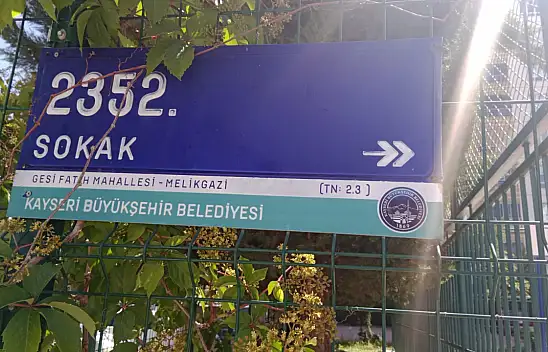 2352.
SOKAK
GESİ FATİH MAHALLESİ - MELİKGAZİ (TN: 2.3 )
KAYSERİ BÜYÜKŞEHİR BELEDİYESİ